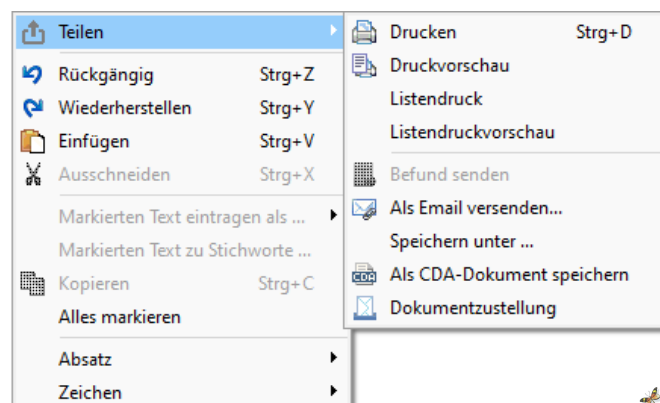 Teilen
Rückgängig Strg+Z
Wiederherstellen Strg+Y
Einfügen Strg+V
Ausschneiden Strg+X
Markierten Text eintragen als ...
Markierten Text zu Stichworte ...
Kopieren Strg+C
Alles markieren
Absatz
Zeichen
Drucken Strg+D
Druckvorschau
Listendruck
Listendruckvorschau
Befund senden
Als Email versenden...
Speichern unter ...
CDA Als CDA-Dokument speichern
Dokumentzustellung